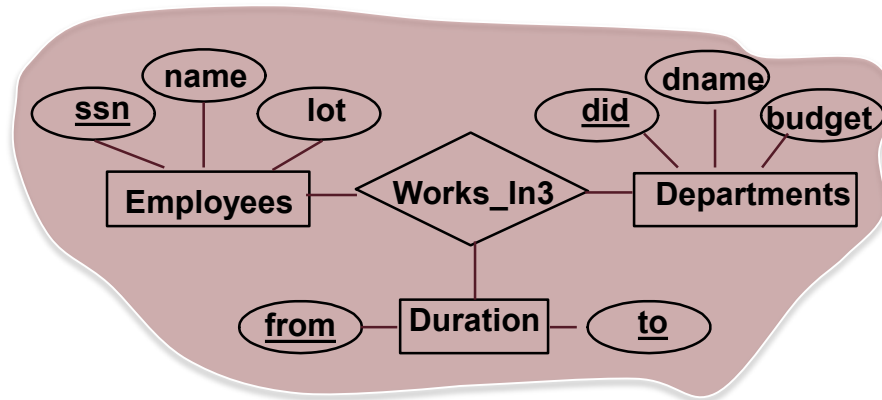 name
ssn
lot
Employees
Works_In3
dname
did
budget
Departments
from
Duration
to